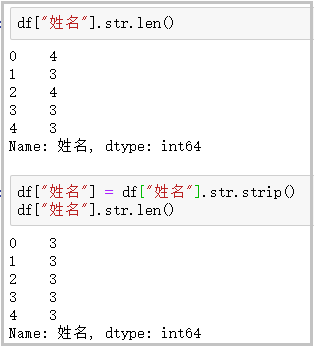 df["姓名"].str.len()
0    4
1    3
2    4
3    3
4    3
Name: 姓名, dtype: int64
df["姓名"] = df["姓名"].str.strip()
df["姓名"].str.len()
0    3
1    3
2    3
3    3
4    3
Name: 姓名, dtype: int64